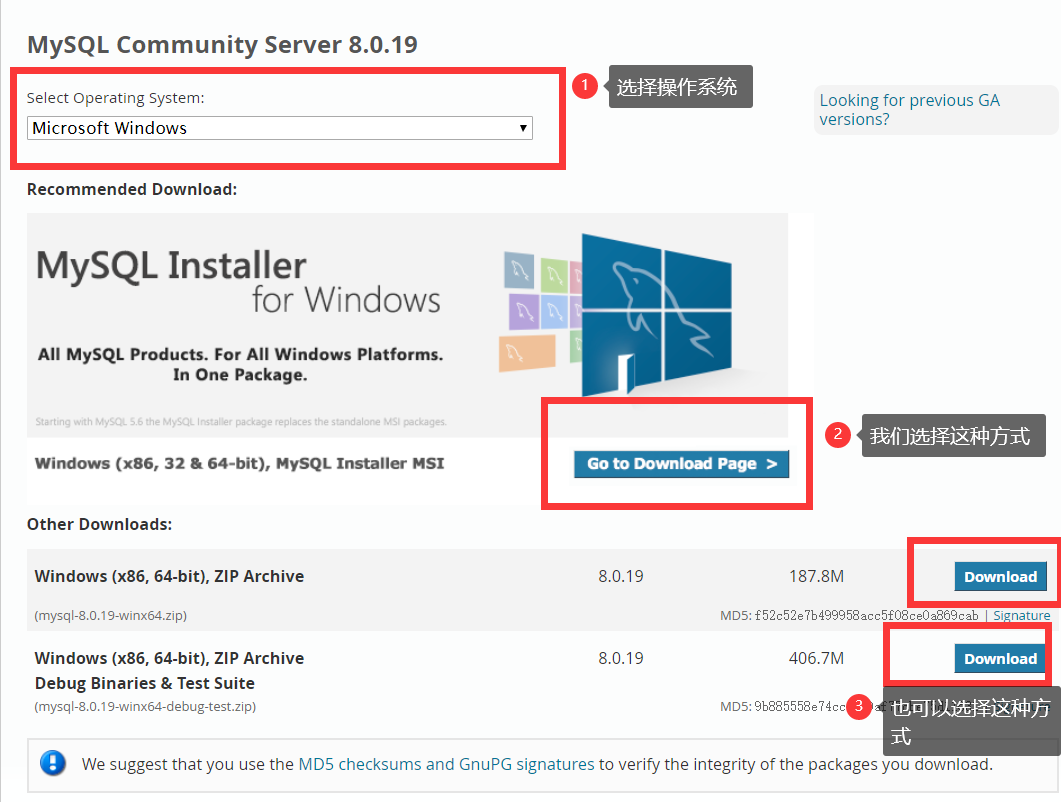 MySQL Community Server 8.0.19
Select Operating System:
Microsoft Windows
1
选择操作系统
Looking for previous GA
versions?
Recommended Download:
MySQL Installer
for Windows
All MySQL Products. For All Windows Platforms.
In One Package.
Starting with MySQL 5.6 the MySQL Installer package replaces the standalone MSI packages.
Windows (x86, 32 & 64-bit), MySQL Installer MSI
Go to Download Page >
2
我们选择这种方式
Other Downloads:
Windows (x86, 64-bit), ZIP Archive
8.0.19
187.8M
Download
(mysql-8.0.19-winx64.zip)
MD5: f52c52e7b499958acc5f08ce0a869cab | Signature
Windows (x86, 64-bit), ZIP Archive
Debug Binaries & Test Suite
8.0.19
406.7M
Download
(mysql-8.0.19-winx64-debug-test.zip)
MD5:
3
也可以选择这种方
式
We suggest that you use the MD5 checksums and GnuPG signatures to verify the integrity of the packages you download.